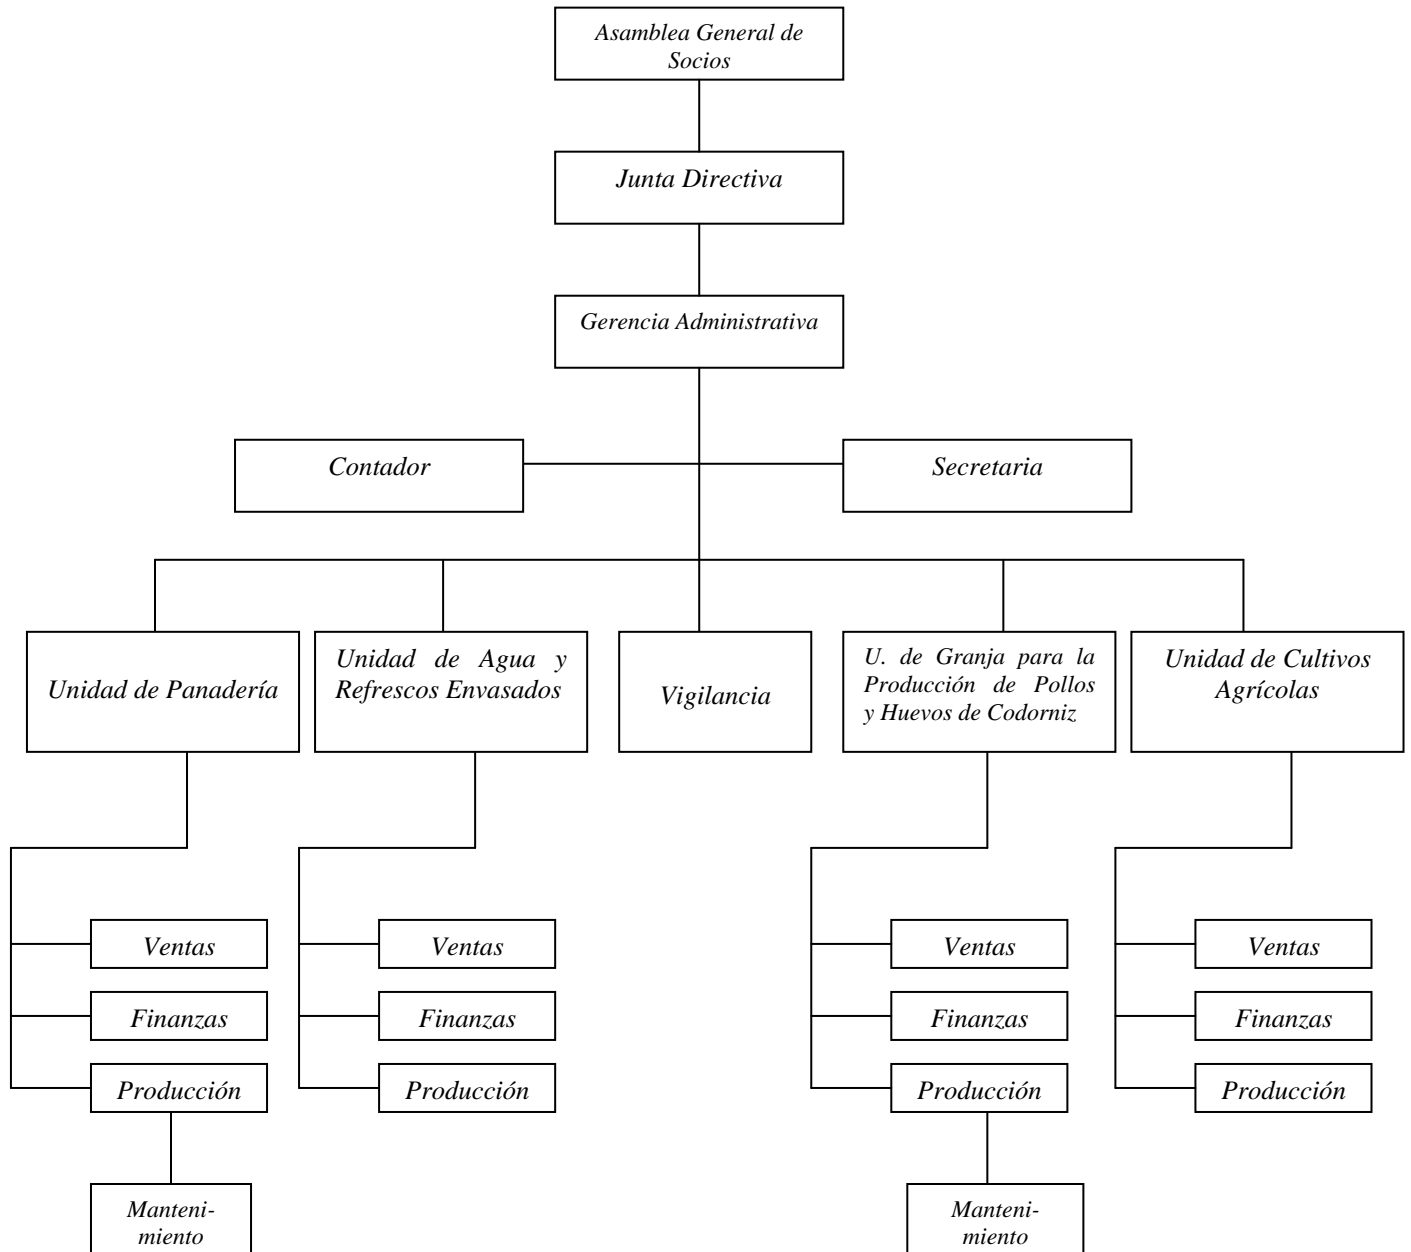 Asamblea General de
Socios
Junta Directiva
Gerencia Administrativa
Contador
Secretaria
Unidad de Panadería
Unidad de Agua y
Refrescos Envasados
Vigilancia
U. de Granja para la
Producción de Pollos
y Huevos de Codorniz
Unidad de Cultivos
Agrícolas
Ventas
Ventas
Ventas
Ventas
Finanzas
Finanzas
Finanzas
Finanzas
Producción
Producción
Producción
Producción
Manteni-
miento
Manteni-
miento